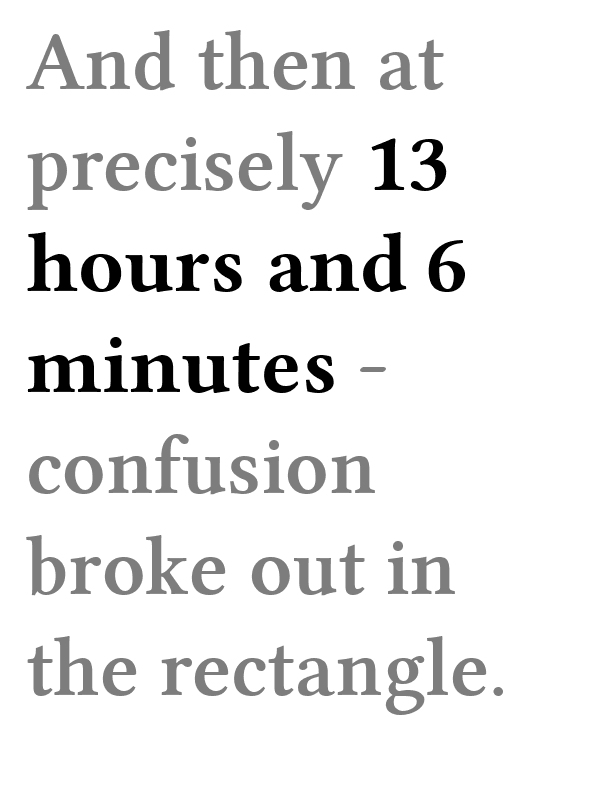 And then at
precisely 13
hours and 6
minutes -
confusion
broke out in
the rectangle.